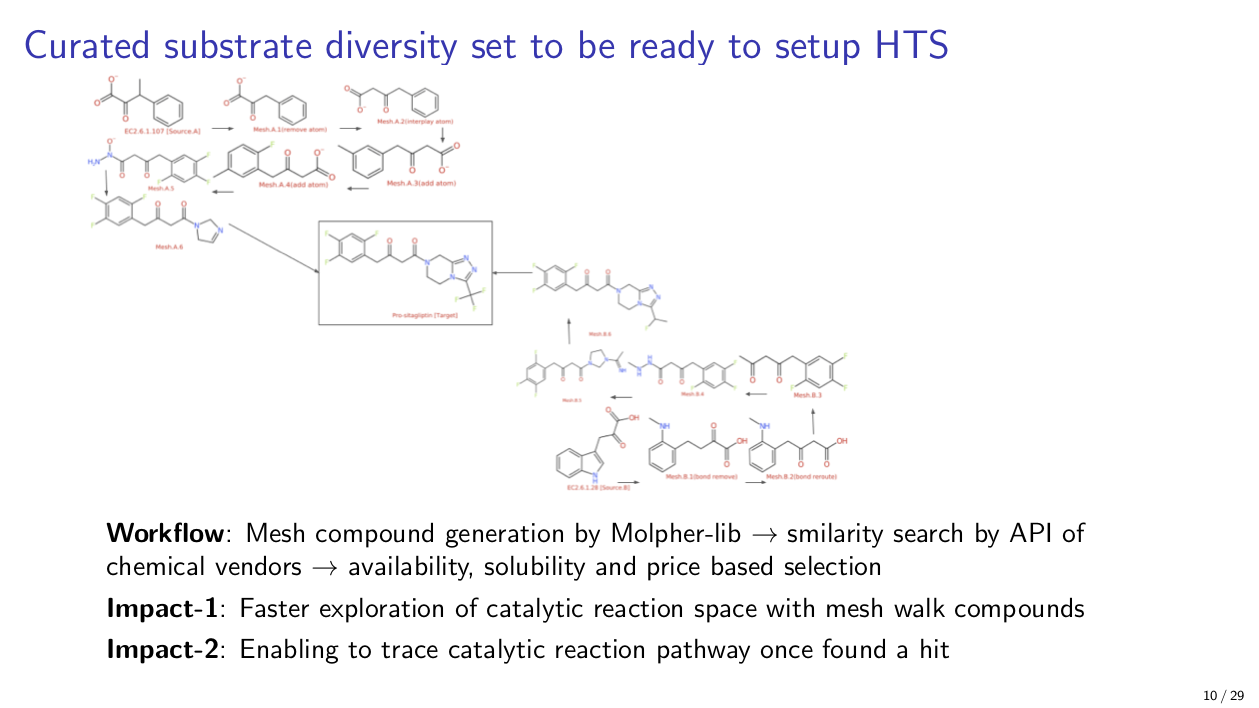 Curated substrate diversity set to be ready to setup HTS
EC2.6.1.107 [Source.A]
Mesh.A.1(remove atom)
Mesh.A.2(interplay atom)
Mesh.A.5
Mesh.A.4(add atom)
Mesh.A.3(add atom)
Mesh.A.6
Pro-sitagliptin [Target]
Mesh.B.6
Mesh.B.5
Mesh.B.4
Mesh.B.3
EC2.6.1.28 [Source.B]
Mesh.B.1(bond remove)
Mesh.B.2(bond reroute)
Workflow: Mesh compound generation by Molpher-lib → smilarity search by API of
chemical vendors → availability, solubility and price based selection
Impact-1: Faster exploration of catalytic reaction space with mesh walk compounds
Impact-2: Enabling to trace catalytic reaction pathway once found a hit
10 / 29